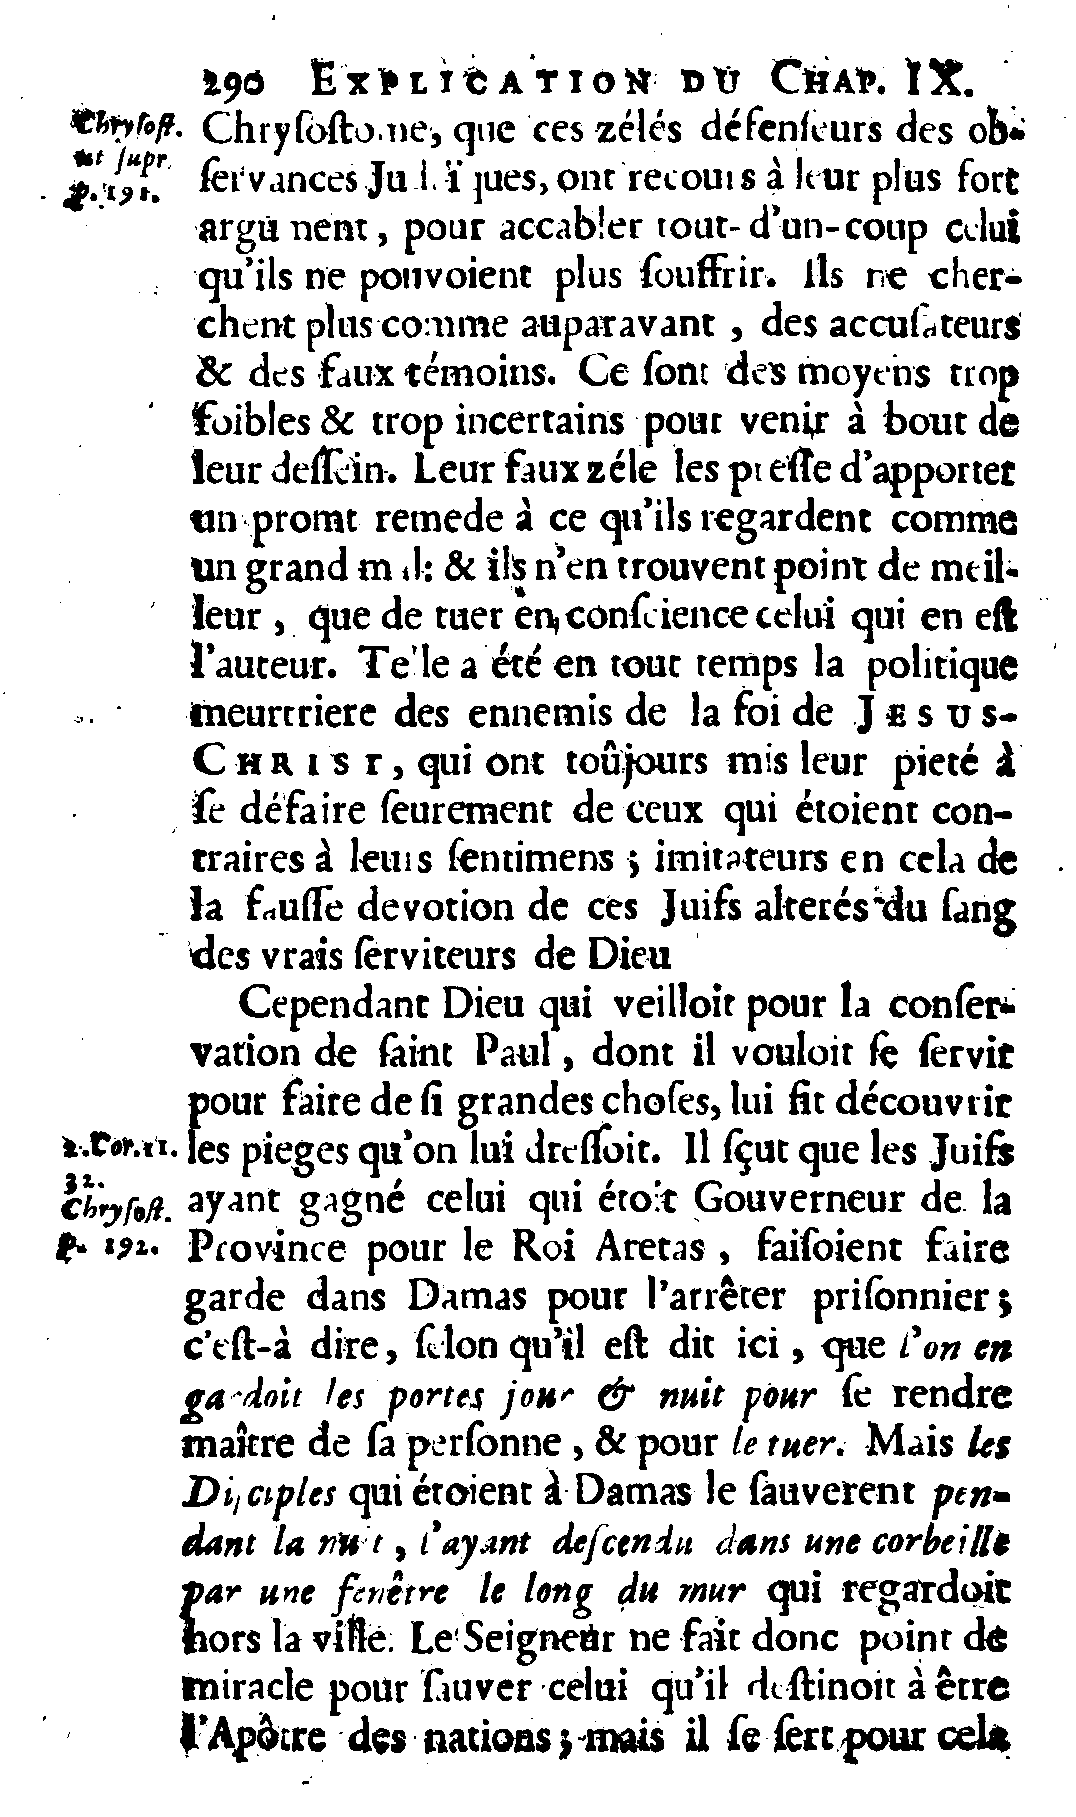 290 EXPLICATION DU CHAP. IX.
Chryſoſt. Chryſoſtome, que ces zélés défenſeurs des ob-
ut ſupr. ſervances Judaïques, ont recours à leur plus fort
p. 191.
argument, pour accabler tout-d'un-coup celui
qu'ils ne pouvoient plus ſouffrir. Ils ne cher-
chent plus comme auparavant, des accuſateurs
& des faux témoins. Ce ſont des moyens trop
foibles & trop incertains pour venir à bout de
leur deſſein. Leur faux zéle les preſſe d'apporter
un promt remede à ce qu'ils regardent comme
un grand mal: & ils n'en trouvent point de meil-
leur, que de tuer en conſcience celui qui en eſt
l'auteur. Telle a été en tout temps la politique
meurtriere des ennemis de la foi de JESUS-
CHRIST, qui ont toûjours mis leur pieté à
ſe défaire ſeurement de ceux qui étoient con-
traires à leurs ſentimens; imitateurs en cela de
la fauſſe devotion de ces Juifs alterés du ſang
des vrais ſerviteurs de Dieu
Cependant Dieu qui veilloit pour la conſer-
vation de ſaint Paul, dont il vouloit ſe ſervir
pour faire de ſi grandes choſes, lui fit découvrir
2. Cor. 11. les pieges qu'on lui dreſſoit. Il ſçut que les Juifs
32.
Chryſoſt. ayant gagné celui qui étoit Gouverneur de la
p. 192. Province pour le Roi Aretas, faiſoient faire
garde dans Damas pour l'arrêter priſonnier;
c'eſt-à dire, ſelon qu'il eſt dit ici, que l'on en
gardoit les portes jour & nuit pour ſe rendre
maître de ſa perſonne, & pour le tuer. Mais les
Diſciples qui étoient à Damas le ſauverent pen-
dant la nuit, l'ayant deſcendu dans une corbeille
par une fenêtre le long du mur qui regardoit
hors la ville. Le Seigneur ne fait donc point de
miracle pour ſauver celui qu'il deſtinoit à être
l'Apôtre des nations; mais il ſe ſert pour cela